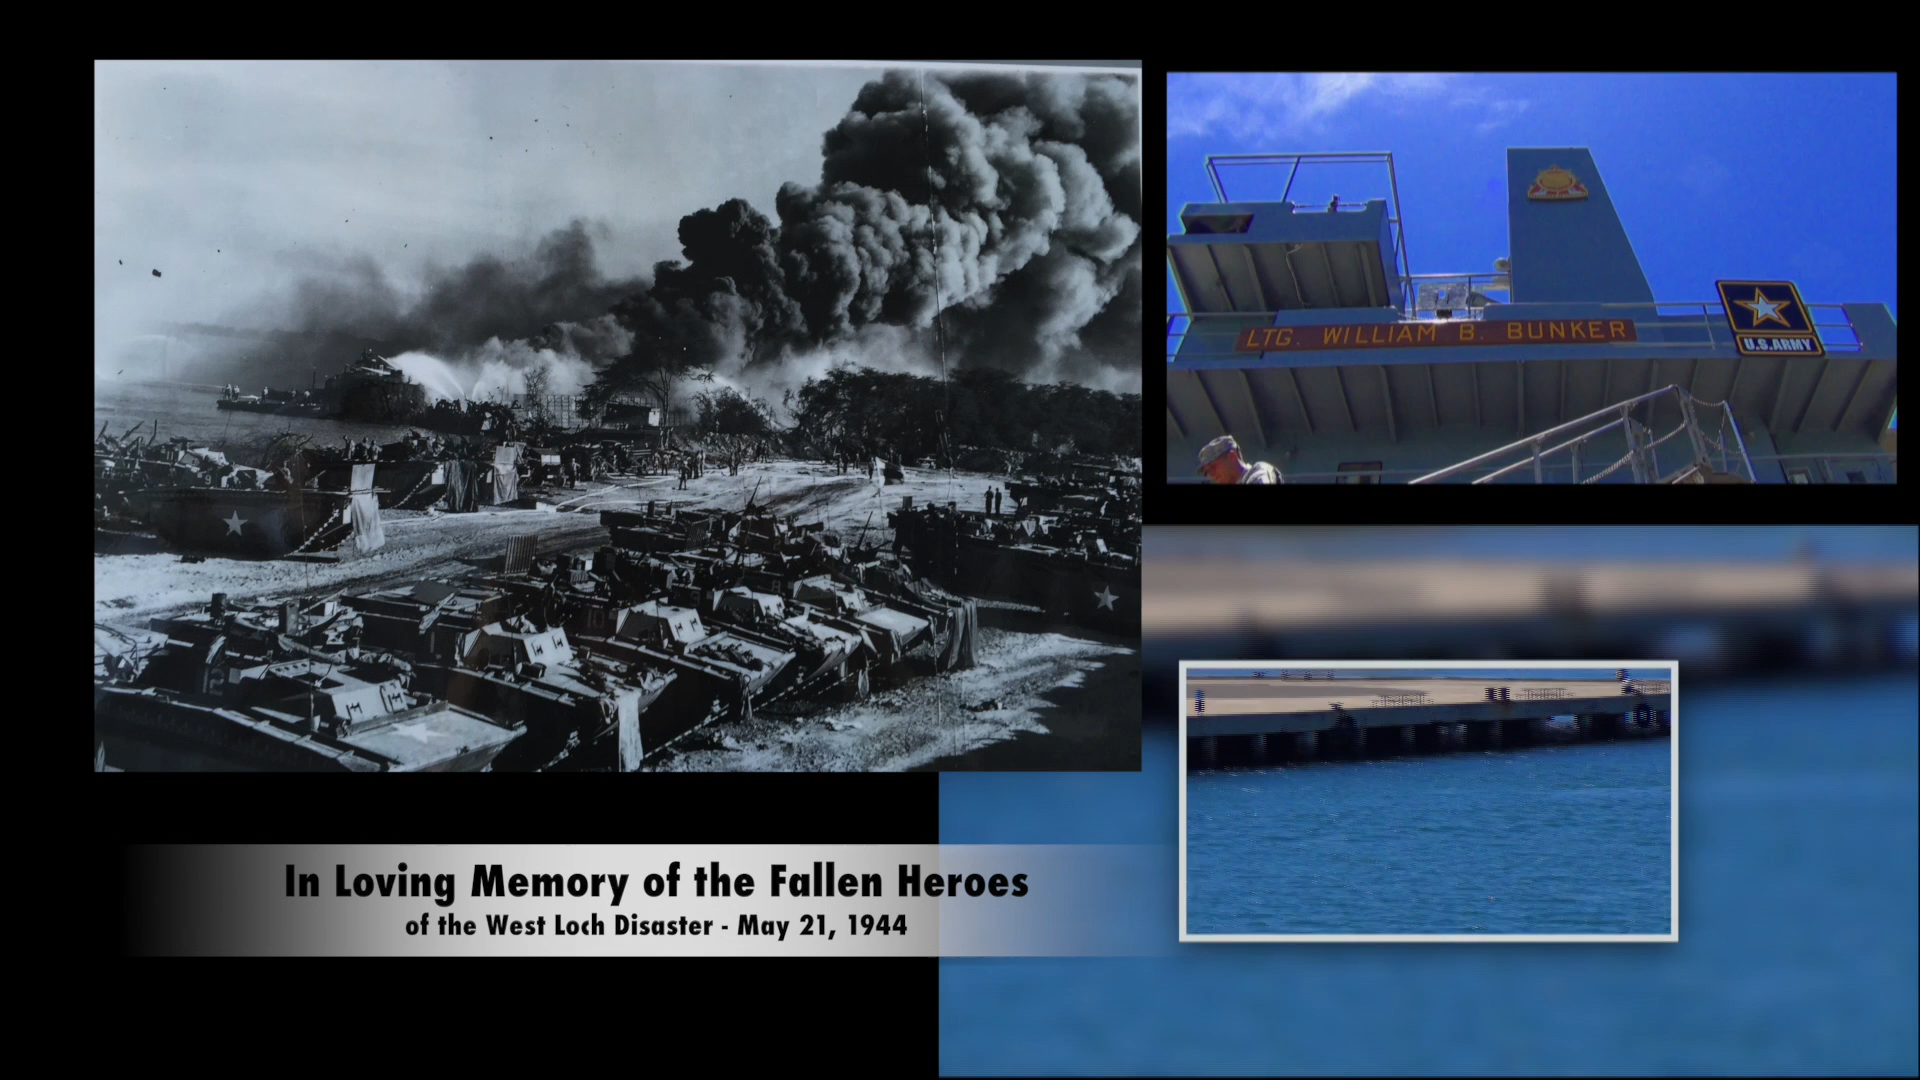 LTG. WILLIAM B. BUNKER
U.S.ARMY
In Loving Memory of the Fallen Heroes
of the West Loch Disaster - May 21, 1944